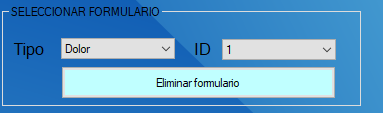 SELECCIONAR FORMULARIO
Tipo Dolor ID 1
Eliminar formulario